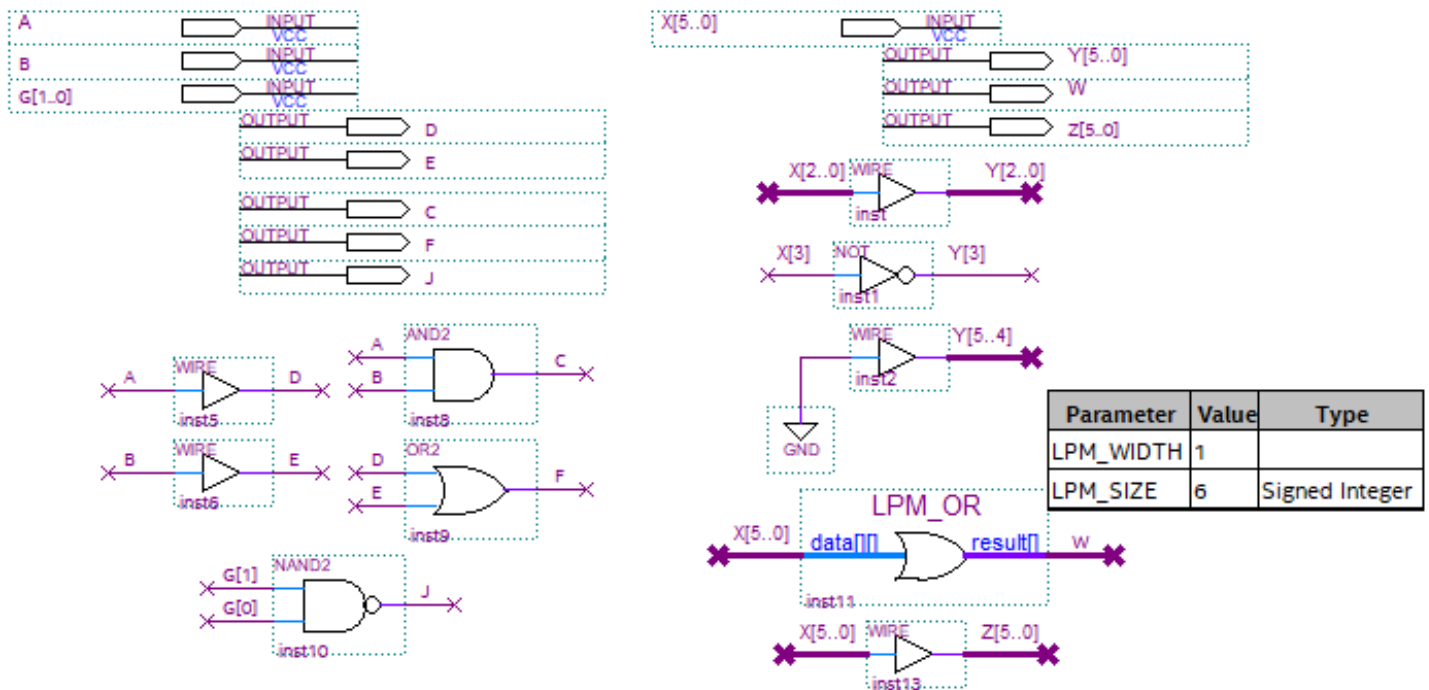 A INPUT VCC
B INPUT VCC
G[1..0] INPUT VCC
OUTPUT D
OUTPUT E
OUTPUT C
OUTPUT F
OUTPUT J
A WIRE D
inst5
B WIRE E
inst6
AND2
A
B
C
inst8
OR2
D
E
F
inst9
NAND2
G[1]
G[0]
J
inst10
X[5..0] INPUT VCC
OUTPUT Y[5..0]
OUTPUT W
OUTPUT Z[5..0]
X[2..0] WIRE Y[2..0]
inst
X[3] NOT Y[3]
inst1
WIRE Y[5..4]
inst2
GND
Parameter Value Type
LPM_WIDTH 1
LPM_SIZE 6 Signed Integer
LPM_OR
X[5..0] data[][] result[] W
inst11
X[5..0] WIRE Z[5..0]
inst13